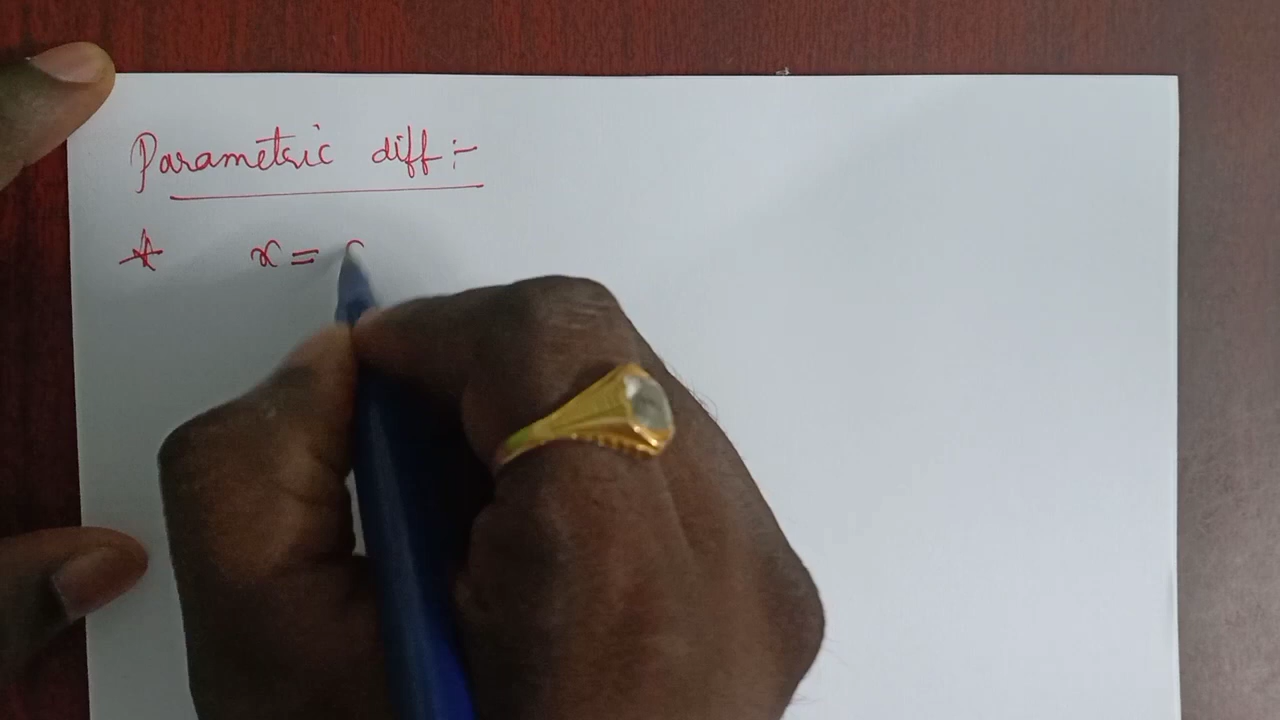 Parametric diff :-
☆ x =